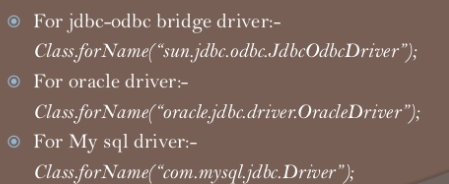 For jdbc-odbc bridge driver:-
Class.forName(“sun.jdbc.odbc.JdbcOdbcDriver”);
For oracle driver:-
Class.forName(“oracle.jdbc.driver.OracleDriver”);
For My sql driver:-
Class.forName(“com.mysql.jdbc.Driver”);